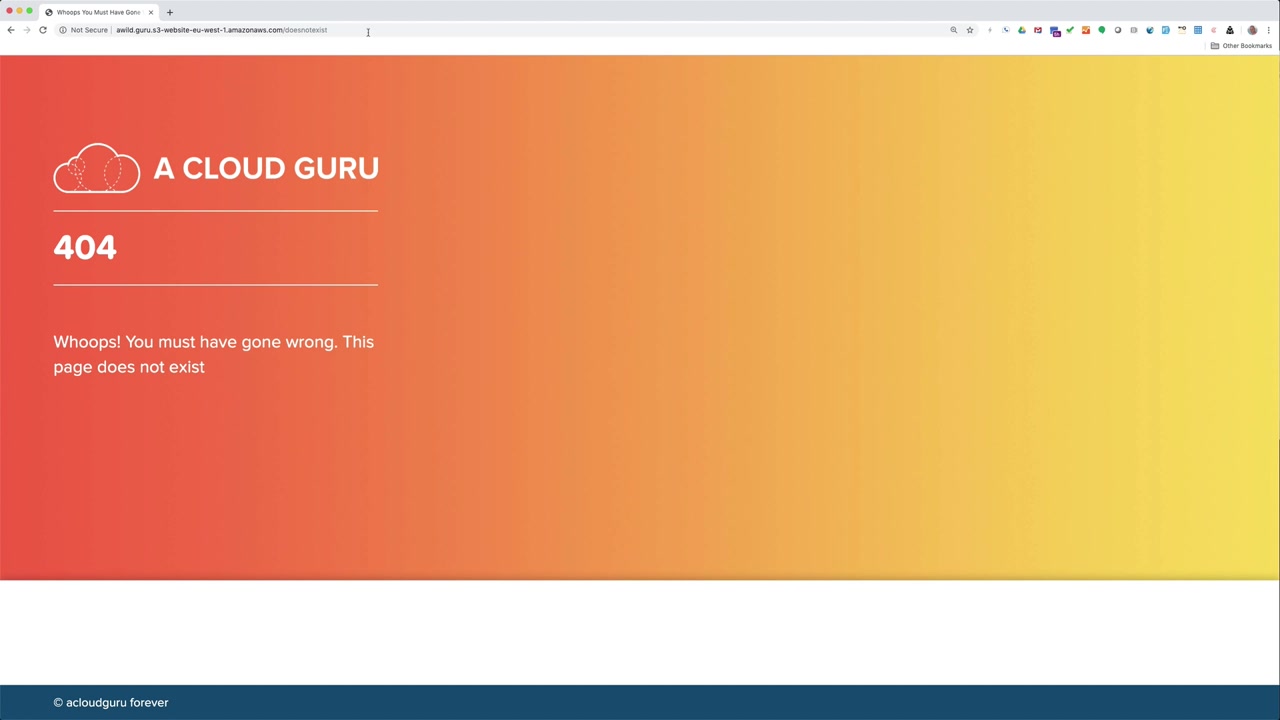 Whoops You Must Have Gone
Not Secure
awild.guru.s3-website-eu-west-1.amazonaws.com/doesnotexist
Other Bookmarks
A CLOUD GURU
404
Whoops! You must have gone wrong. This
page does not exist
© acloudguru forever